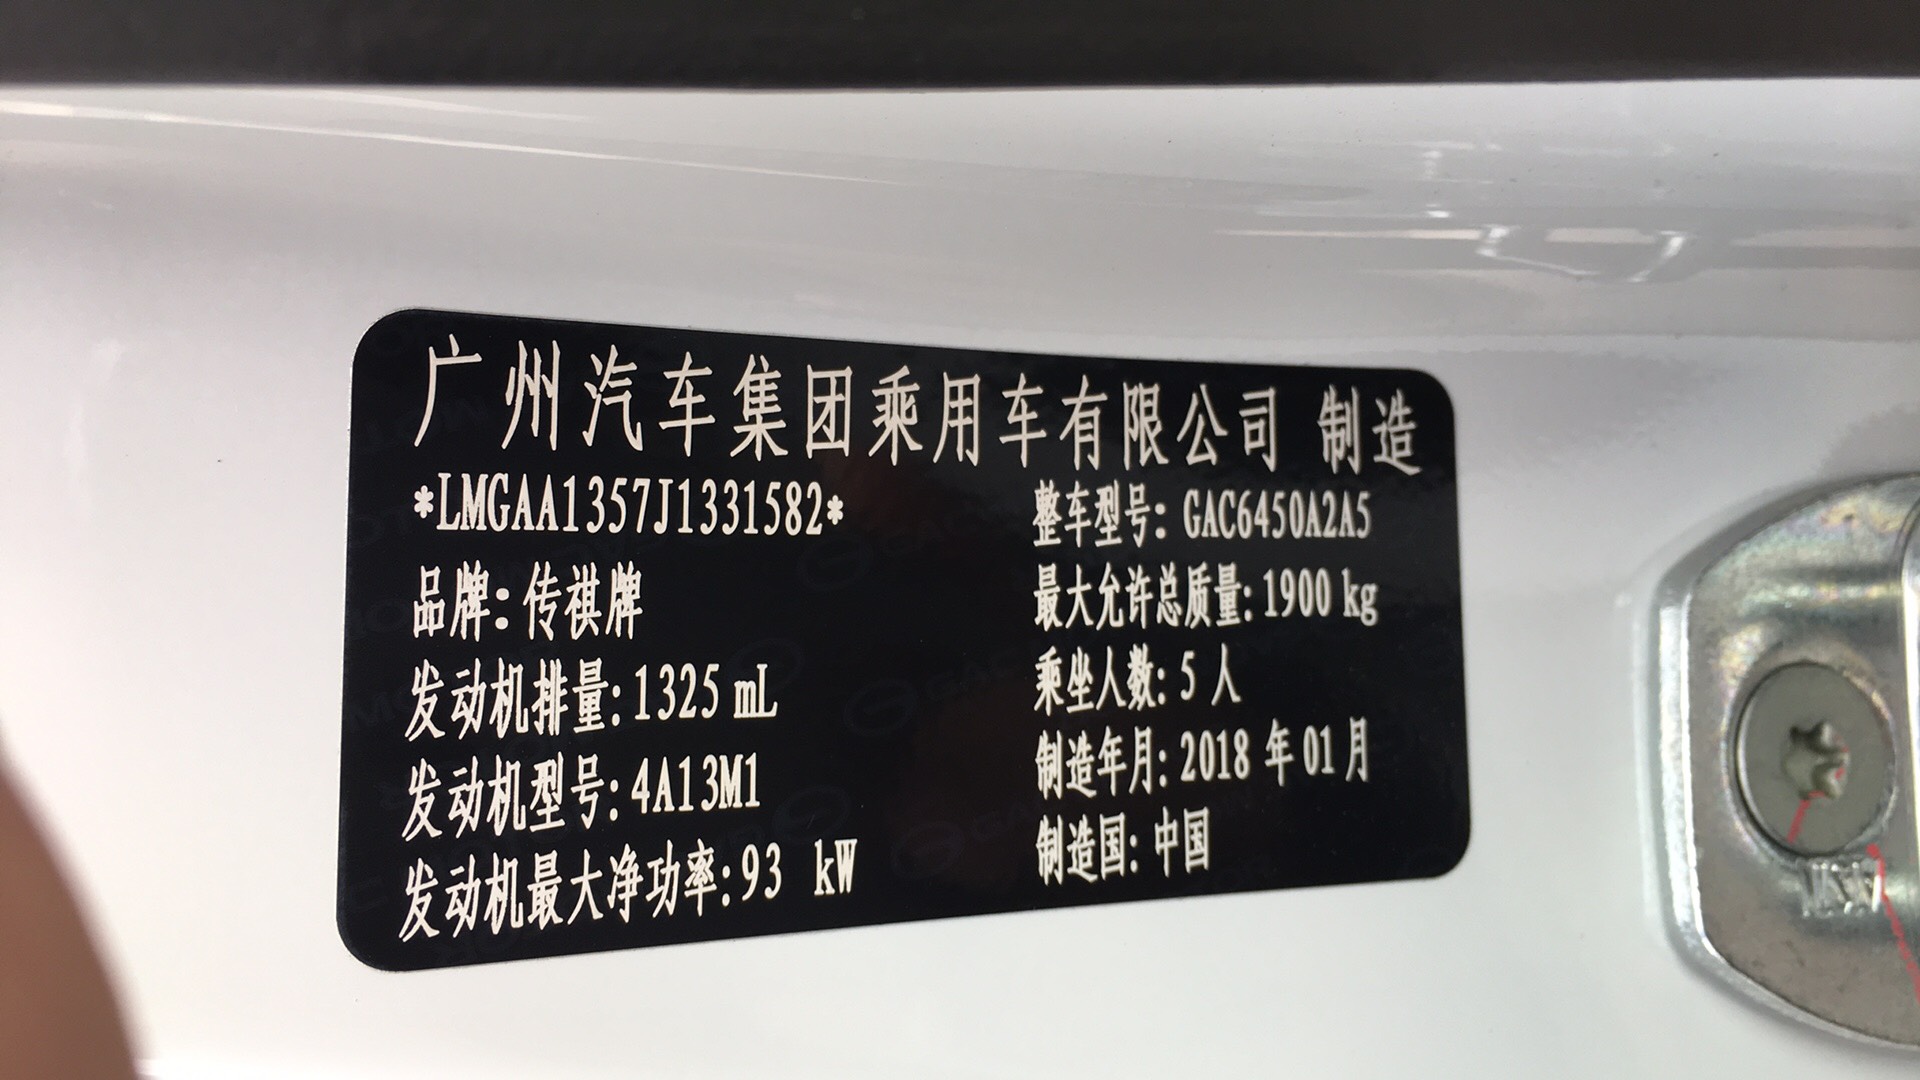 广州汽车集团乘用车有限公司 制造
*LMGAA1357J1331582*
整车型号: GAC6450A2A5
品牌: 传祺牌
最大允许总质量: 1900 kg
发动机排量: 1325 mL
乘坐人数: 5 人
发动机型号: 4A13M1
制造年月: 2018 年 01 月
发动机最大净功率: 93 kW
制造国: 中国